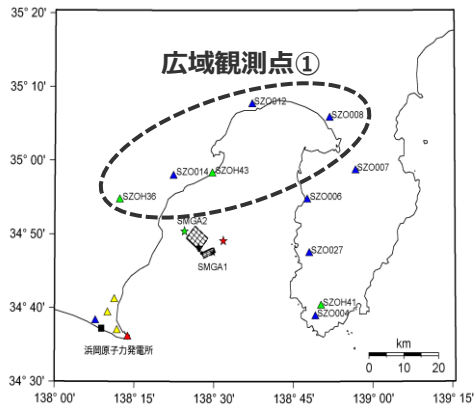 35° 20'
広域観測点①
35° 10'
SZO012
SZO008
35° 00'
SZO014
SZOH43
SZO007
SZOH36
SZO006
SMGA2
34° 50'
SMGA1
SZO027
34° 40'
SZOH41
SZO004
浜岡原子力発電所
km
0 10 20
34° 30'
138° 00' 138° 15' 138° 30' 138° 45' 139° 00' 139° 15'